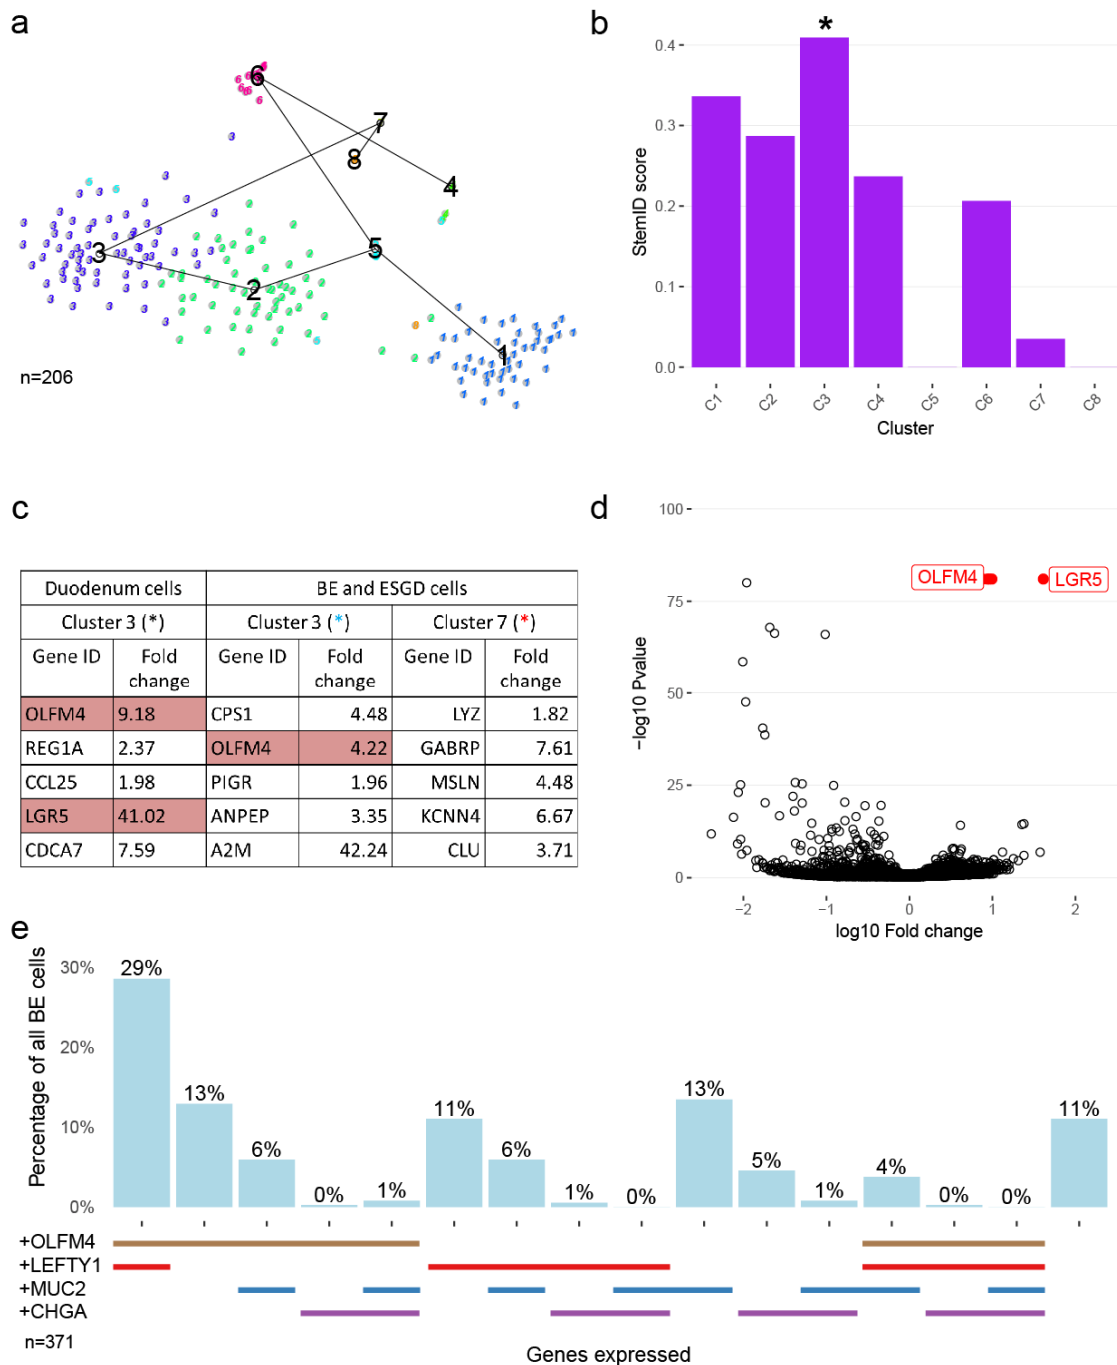 a
6
7
8
4
3
5
2
1
n=206
b
*
StemID score
0.4
0.3
0.2
0.1
0.0
C1 C2 C3 C4 C5 C6 C7 C8
Cluster
c
Duodenum cells BE and ESGD cells
Cluster 3 (*) Cluster 3 (*) Cluster 7 (*)
Gene ID Fold change Gene ID Fold change Gene ID Fold change
OLFM4 9.18 CPS1 4.48 LYZ 1.82
REG1A 2.37 OLFM4 4.22 GABRP 7.61
CCL25 1.98 PIGR 1.96 MSLN 4.48
LGR5 41.02 ANPEP 3.35 KCNN4 6.67
CDCA7 7.59 A2M 42.24 CLU 3.71
d
−log10 Pvalue
100
75
50
25
0
OLFM4 LGR5
−2 −1 0 1 2
log10 Fold change
e
Percentage of all BE cells
30%
20%
10%
0%
29% 13% 6% 0% 1% 11% 6% 1% 0% 13% 5% 1% 4% 0% 0% 11%
+OLFM4
+LEFTY1
+MUC2
+CHGA
n=371
Genes expressed